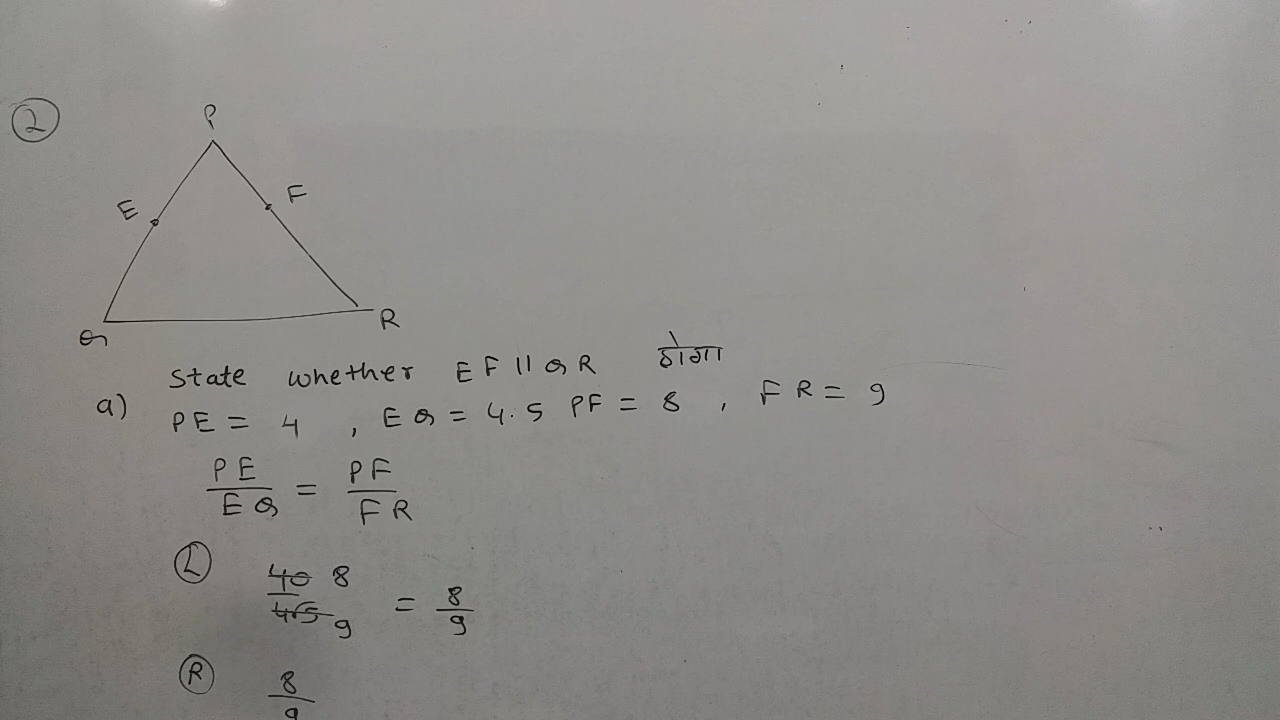 2
P
E F
Q R
State whether EF || QR होगा
a) PE = 4 , EQ = 4.5 PF = 8 , FR = 9
PE/EQ = PF/FR
L 40/45 8/9 = 8/9
R 8/9